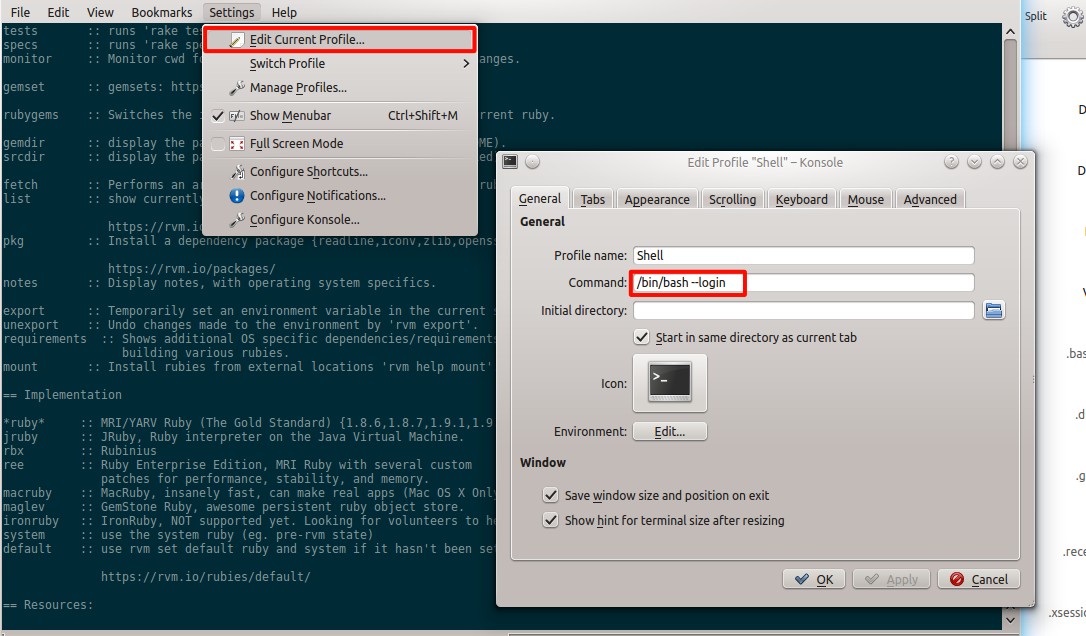 File Edit View Bookmarks Settings Help
Split
tests :: runs 'rake te
specs :: runs 'rake sp
monitor :: Monitor cwd fo anges.
gemset :: gemsets: http
rubygems :: Switches the rrent ruby.
gemdir :: display the pa ME).
srcdir :: display the pa ed
fetch :: Performs an ar rub
list :: show currently
https://rvm.io
pkg :: Install a dependency package {readline,iconv,zlib,openss
https://rvm.io/packages/
notes :: Display notes, with operating system specifics.
export :: Temporarily set an environment variable in the current s
unexport :: Undo changes made to the environment by 'rvm export'.
requirements :: Shows additional OS specific dependencies/requirements
building various rubies.
mount :: Install rubies from external locations 'rvm help mount'
== Implementation
*ruby* :: MRI/YARV Ruby (The Gold Standard) {1.8.6,1.8.7,1.9.1,1.9
jruby :: JRuby, Ruby interpreter on the Java Virtual Machine.
rbx :: Rubinius
ree :: Ruby Enterprise Edition, MRI Ruby with several custom
patches for performance, stability, and memory.
macruby :: MacRuby, insanely fast, can make real apps (Mac OS X Only
maglev :: GemStone Ruby, awesome persistent ruby object store.
ironruby :: IronRuby, NOT supported yet. Looking for volunteers to he
system :: use the system ruby (eg. pre-rvm state)
default :: use rvm set default ruby and system if it hasn't been set
https://rvm.io/rubies/default/
== Resources:
Edit Current Profile...
Switch Profile
Manage Profiles...
Show Menubar Ctrl+Shift+M
Full Screen Mode
Configure Shortcuts...
Configure Notifications...
Configure Konsole...
Edit Profile "Shell" – Konsole
General Tabs Appearance Scrolling Keyboard Mouse Advanced
General
Profile name: Shell
Command: /bin/bash --login
Initial directory:
Start in same directory as current tab
Icon:
Environment: Edit...
Window
Save window size and position on exit
Show hint for terminal size after resizing
OK Apply Cancel
D
D
V
.bas
.d
.g
.rece
.xsessio